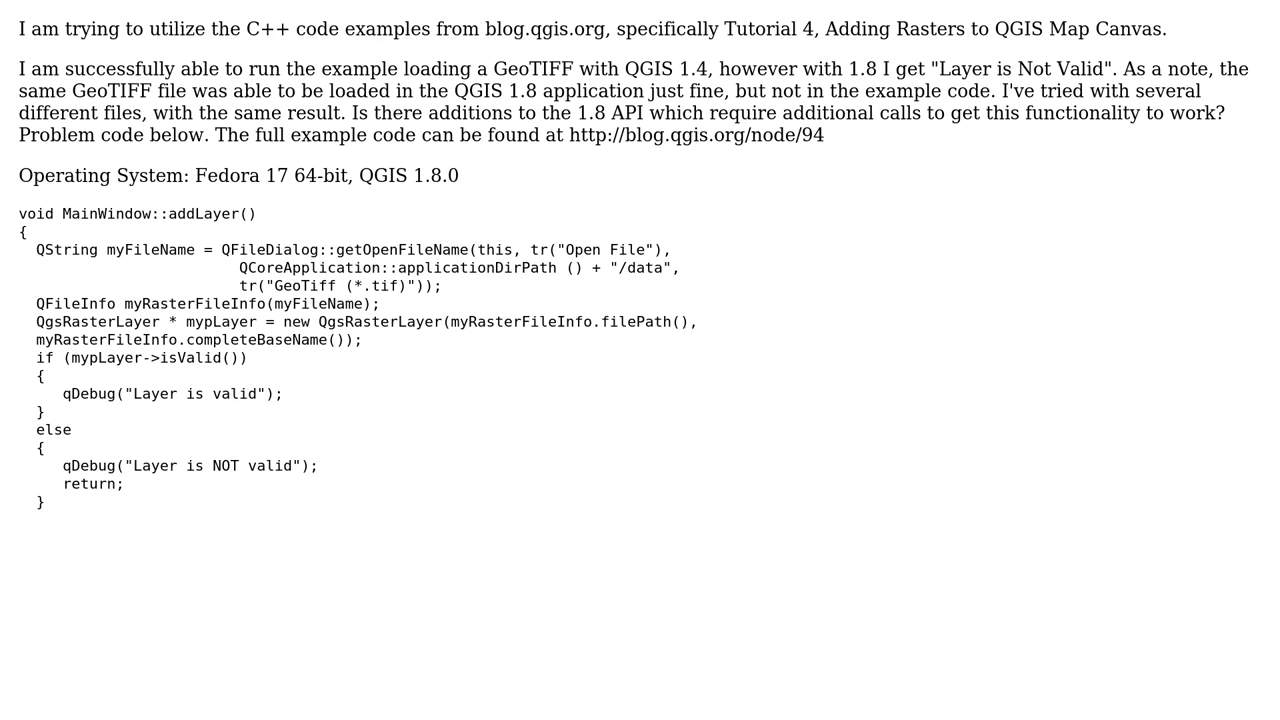 I am trying to utilize the C++ code examples from blog.qgis.org, specifically Tutorial 4, Adding Rasters to QGIS Map Canvas.
I am successfully able to run the example loading a GeoTIFF with QGIS 1.4, however with 1.8 I get "Layer is Not Valid". As a note, the
same GeoTIFF file was able to be loaded in the QGIS 1.8 application just fine, but not in the example code. I've tried with several
different files, with the same result. Is there additions to the 1.8 API which require additional calls to get this functionality to work?
Problem code below. The full example code can be found at http://blog.qgis.org/node/94
Operating System: Fedora 17 64-bit, QGIS 1.8.0
void MainWindow::addLayer()
{
  QString myFileName = QFileDialog::getOpenFileName(this, tr("Open File"),
                         QCoreApplication::applicationDirPath () + "/data",
                         tr("GeoTiff (*.tif)"));
  QFileInfo myRasterFileInfo(myFileName);
  QgsRasterLayer * mypLayer = new QgsRasterLayer(myRasterFileInfo.filePath(),
  myRasterFileInfo.completeBaseName());
  if (mypLayer->isValid())
  {
     qDebug("Layer is valid");
  }
  else
  {
     qDebug("Layer is NOT valid");
     return;
  }